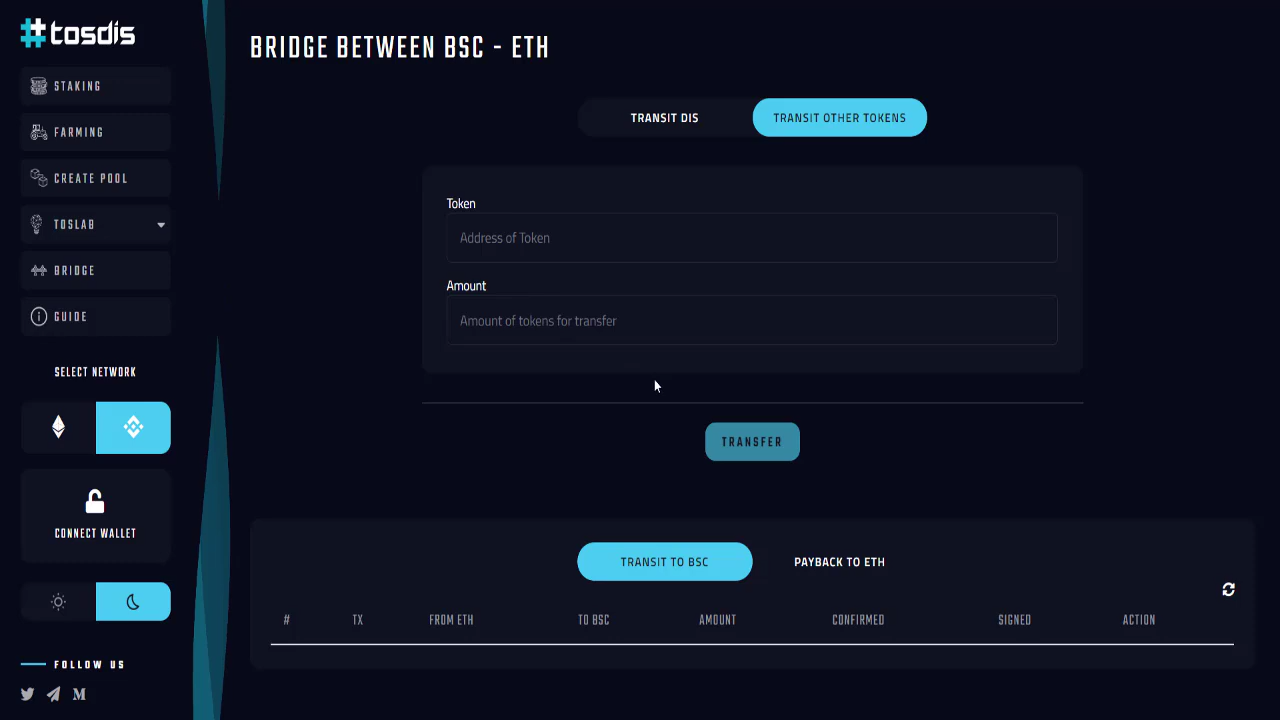 tosdis
STAKING
FARMING
CREATE POOL
TOSLAB
BRIDGE
GUIDE
SELECT NETWORK
CONNECT WALLET
FOLLOW US
BRIDGE BETWEEN BSC - ETH
TRANSIT DIS
TRANSIT OTHER TOKENS
Token
Address of Token
Amount
Amount of tokens for transfer
TRANSFER
TRANSIT TO BSC
PAYBACK TO ETH
# TX FROM ETH TO BSC AMOUNT CONFIRMED SIGNED ACTION